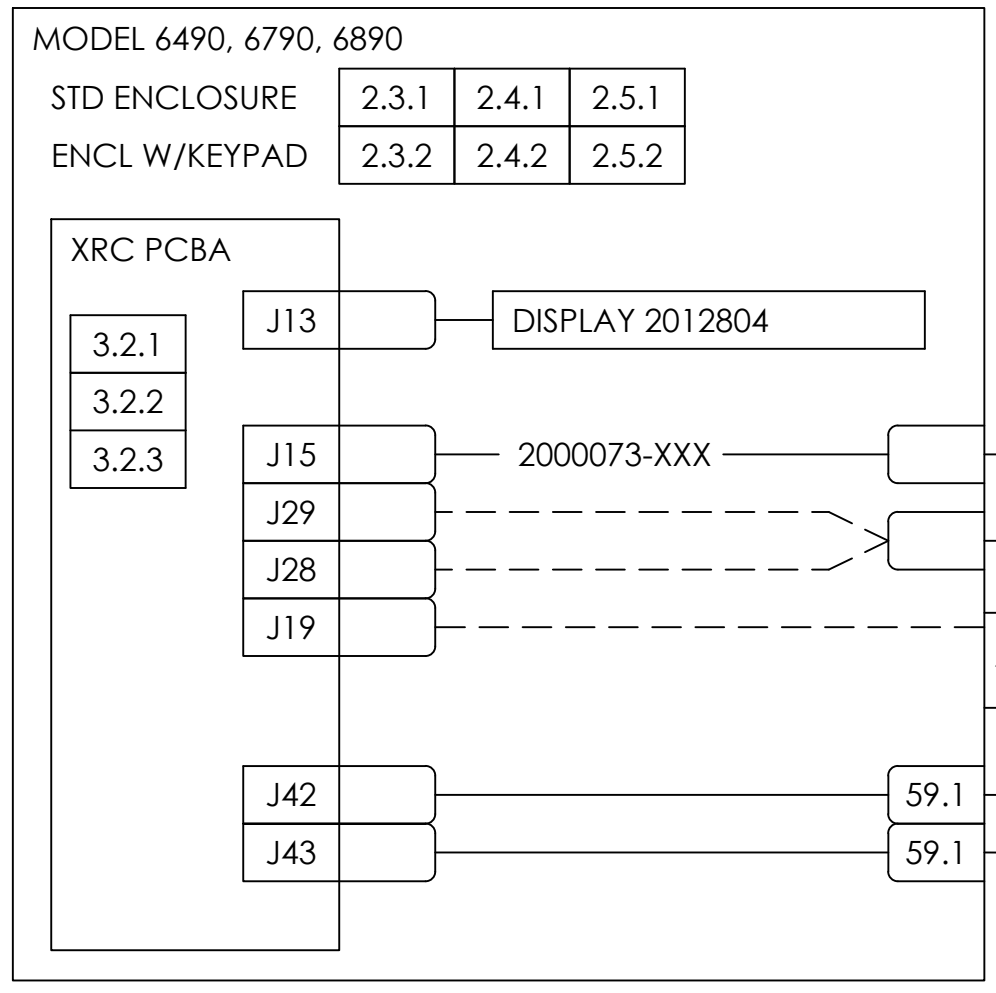 MODEL 6490, 6790, 6890
STD ENCLOSURE 2.3.1 2.4.1 2.5.1
ENCL W/KEYPAD 2.3.2 2.4.2 2.5.2
XRC PCBA
J13 DISPLAY 2012804
3.2.1
3.2.2
3.2.3 J15 2000073-XXX
J29
J28
J19
J42 59.1
J43 59.1